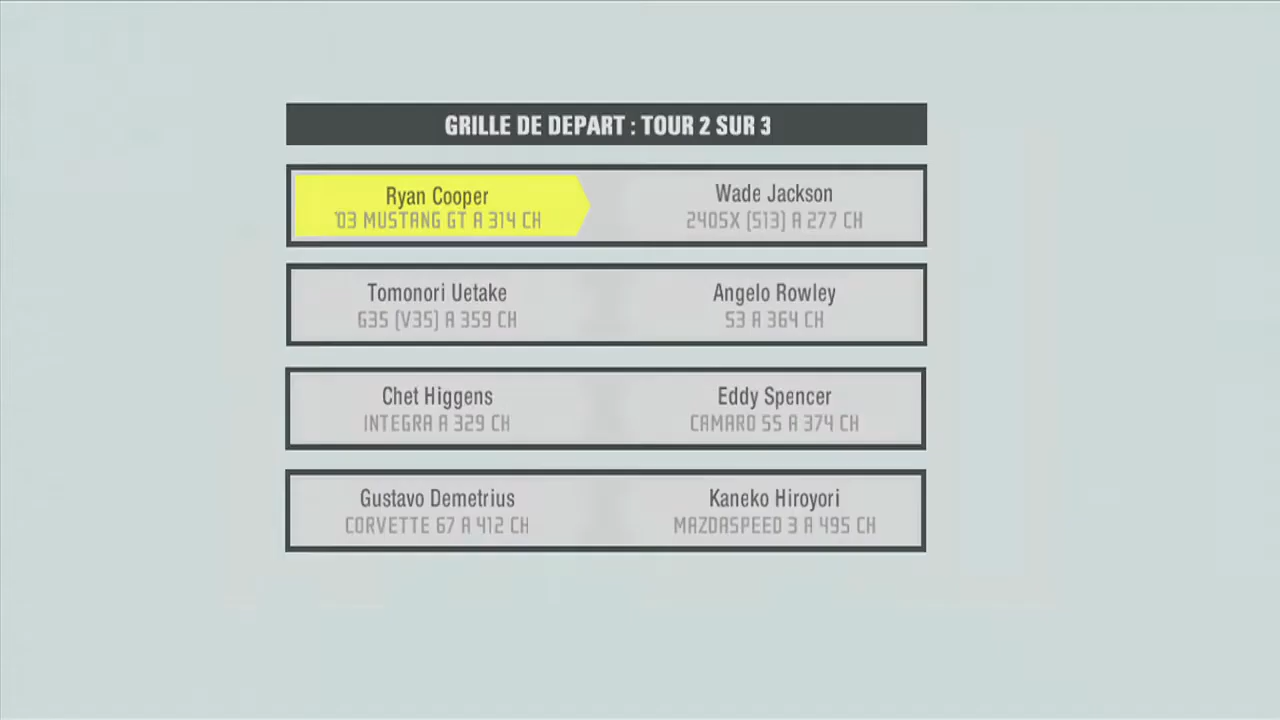 GRILLE DE DEPART : TOUR 2 SUR 3
Ryan Cooper
'03 MUSTANG GT A 314 CH
Wade Jackson
240SX (S13) A 277 CH
Tomonori Uetake
G35 (V35) A 359 CH
Angelo Rowley
S3 A 364 CH
Chet Higgens
INTEGRA A 329 CH
Eddy Spencer
CAMARO SS A 374 CH
Gustavo Demetrius
CORVETTE 67 A 412 CH
Kaneko Hiroyori
MAZDASPEED 3 A 495 CH